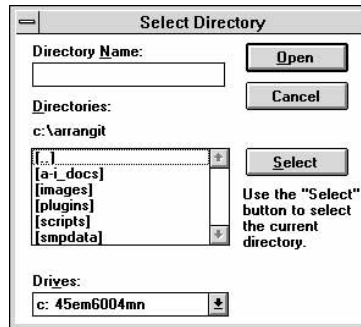 Select Directory
Directory Name:
Open
Cancel
Directories:
c:\arrangit
[..]
[a-i_docs]
[images]
[plugins]
[scripts]
[smpdata]
Select
Use the "Select"
button to select
the current
directory.
Drives:
c: 45em6004mn